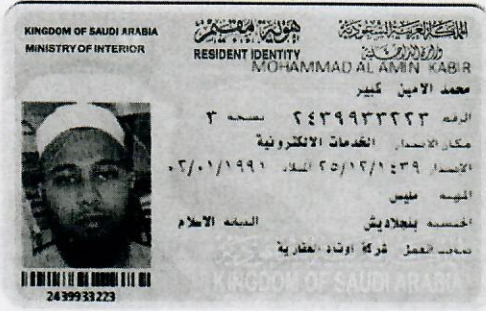 KINGDOM OF SAUDI ARABIA
MINISTRY OF INTERIOR
هوية مقيم
RESIDENT IDENTITY
المملكة العربية السعودية
وزارة الداخلية
MOHAMMAD AL AMIN KABIR
محمد الامين كبير
الرقم ٢٤٣٩٩٣٣٢٢٣ نسخة ٣
مكان الاصدار الخدمات الالكترونية
الاصدار ٢٥/١٢/١٤٣٩ الميلاد ٠٢/٠١/١٩٩١
المهنة مليس
الجنسية بنجلاديش الديانة الاسلام
صاحب العمل شركة اوتاد العقارية
KINGDOM OF SAUDI ARABIA
2439933223